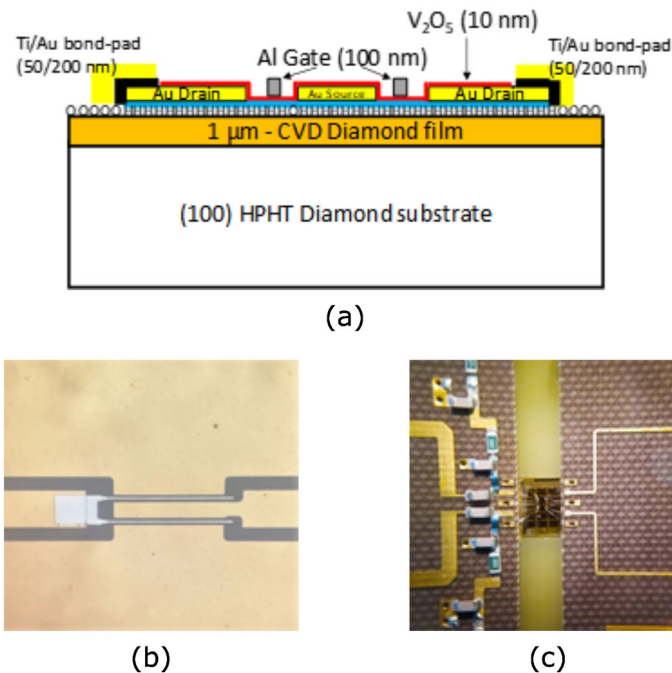 V₂O₅ (10 nm)
Ti/Au bond-pad
(50/200 nm)
Al Gate (100 nm)
Ti/Au bond-pad
(50/200 nm)
Au Drain
Au Source
Au Drain
1 μm - CVD Diamond film
(100) HPHT Diamond substrate
(a)
(b)
(c)